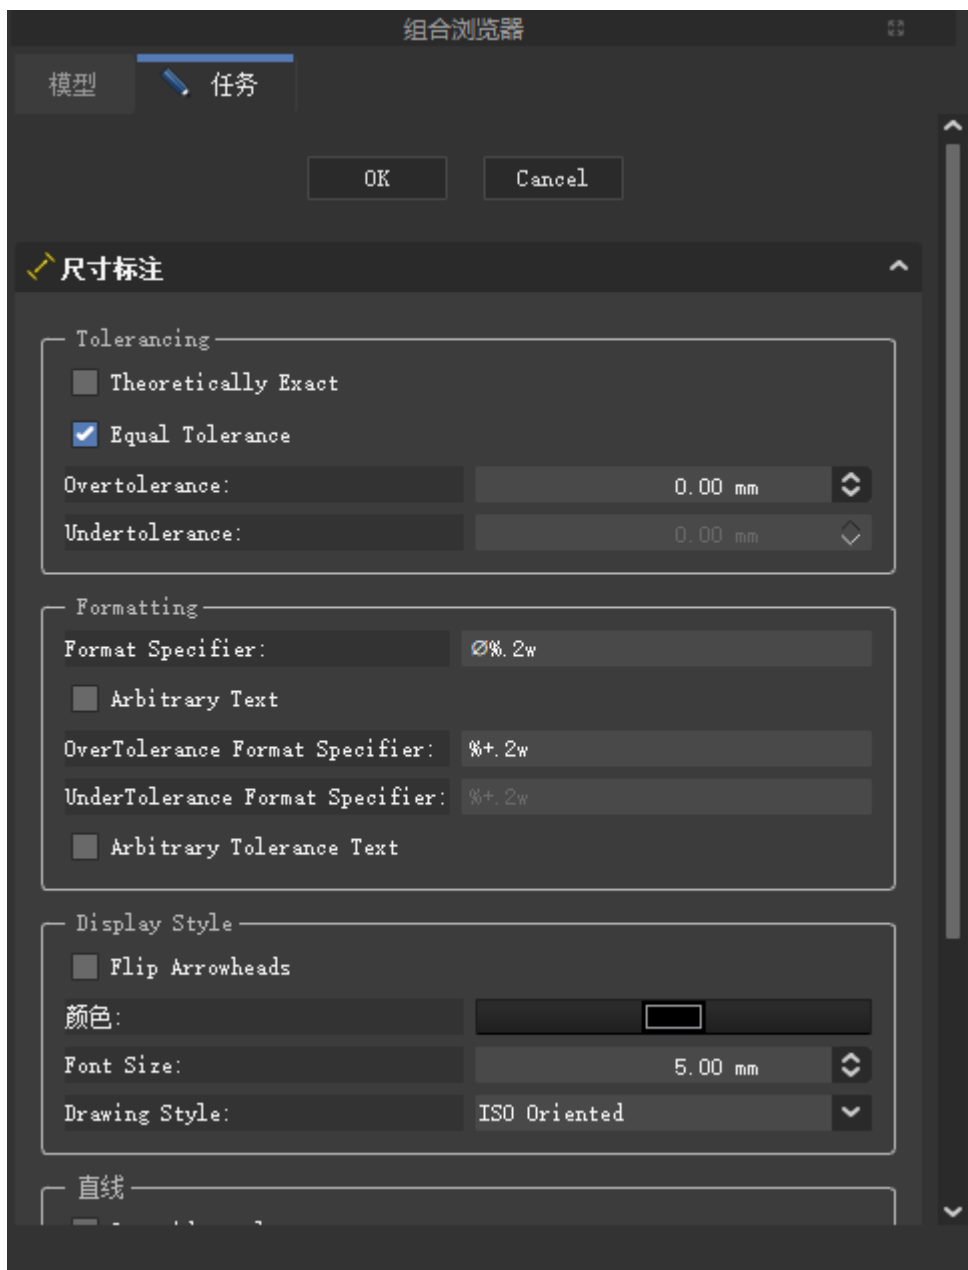 组合浏览器
模型 任务
OK Cancel
尺寸标注
Tolerancing
Theoretically Exact
Equal Tolerance
Overtolerance: 0.00 mm
Undertolerance: 0.00 mm
Formatting
Format Specifier: ⌀%.2w
Arbitrary Text
OverTolerance Format Specifier: %+.2w
UnderTolerance Format Specifier: %+.2w
Arbitrary Tolerance Text
Display Style
Flip Arrowheads
颜色:
Font Size: 5.00 mm
Drawing Style: ISO Oriented
直线